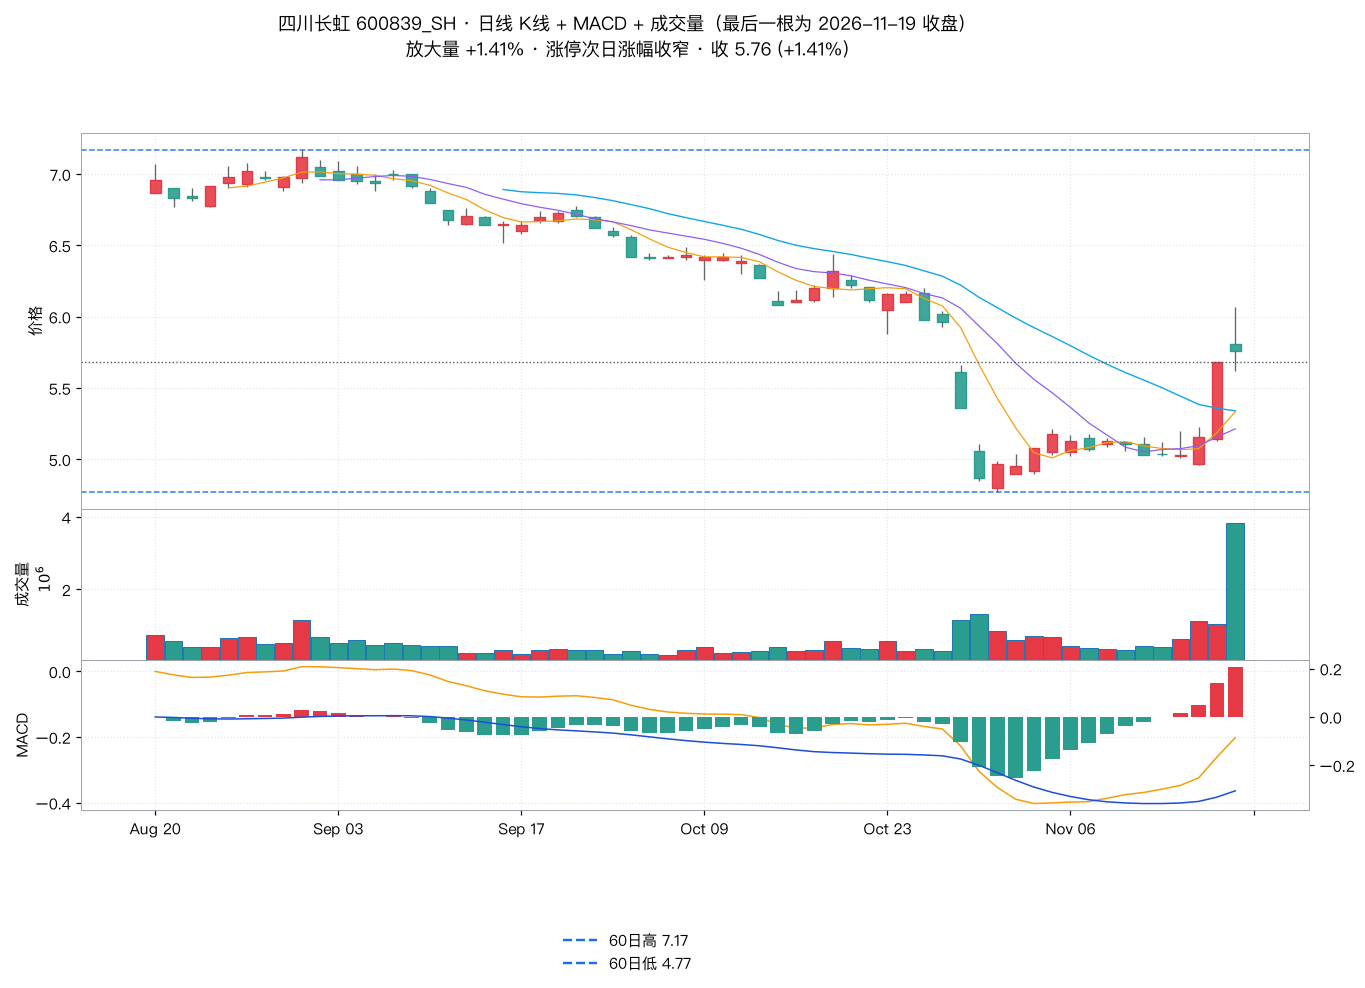 四川长虹 600839_SH · 日线 K线 + MACD + 成交量（最后一根为 2026−11−19 收盘）
放大量 +1.41% · 涨停次日涨幅收窄 · 收 5.76 (+1.41%)
价格
7.0
6.5
6.0
5.5
5.0
成交量
10⁶
4
2
MACD
0.0
−0.2
−0.4
0.2
0.0
−0.2
Aug 20
Sep 03
Sep 17
Oct 09
Oct 23
Nov 06
60日高 7.17
60日低 4.77